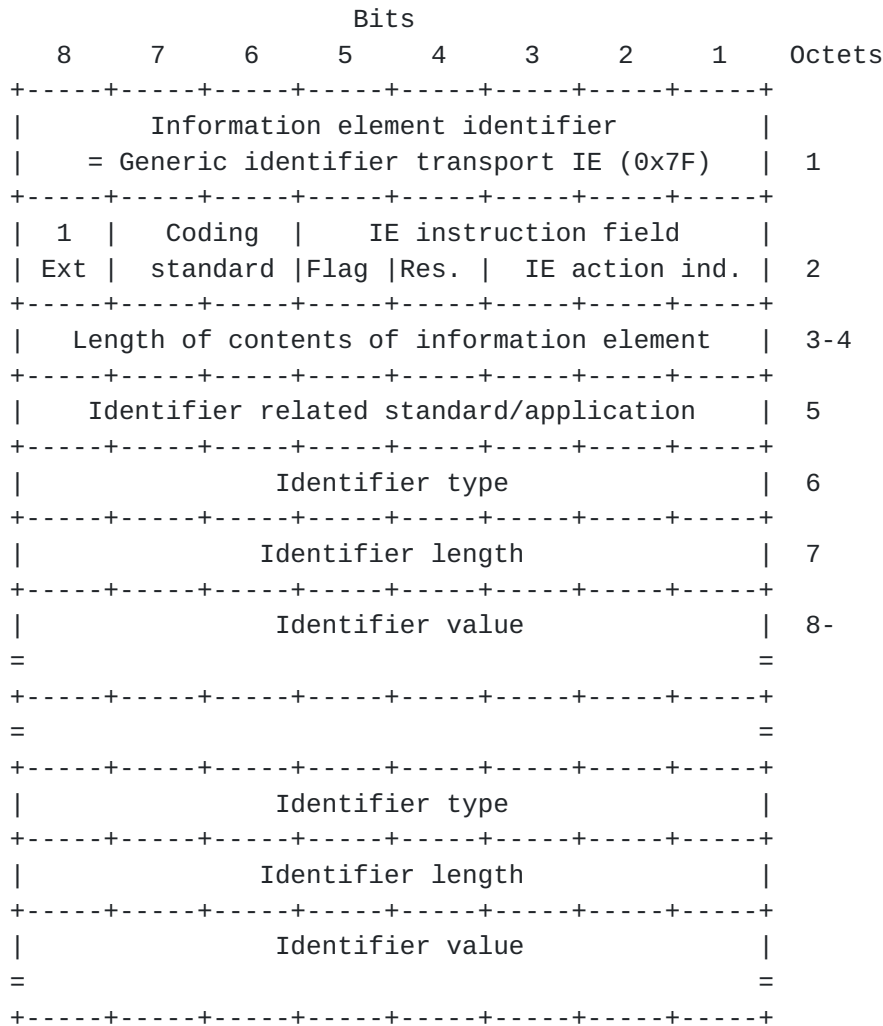 Bits
   8     7     6     5     4     3     2     1    Octets
+-----+-----+-----+-----+-----+-----+-----+-----+
|         Information element identifier         |
|     = Generic identifier transport IE (0x7F)   |  1
+-----+-----+-----+-----+-----+-----+-----+-----+
|  1  |   Coding  |    IE instruction field     |
| Ext |  standard |Flag |Res. |  IE action ind. |  2
+-----+-----+-----+-----+-----+-----+-----+-----+
|   Length of contents of information element   |  3-4
+-----+-----+-----+-----+-----+-----+-----+-----+
|    Identifier related standard/application    |  5
+-----+-----+-----+-----+-----+-----+-----+-----+
|                Identifier type                |  6
+-----+-----+-----+-----+-----+-----+-----+-----+
|               Identifier length               |  7
+-----+-----+-----+-----+-----+-----+-----+-----+
|                Identifier value               |  8-
=                                               =
+-----+-----+-----+-----+-----+-----+-----+-----+
=                                               =
+-----+-----+-----+-----+-----+-----+-----+-----+
|                Identifier type                |
+-----+-----+-----+-----+-----+-----+-----+-----+
|               Identifier length               |
+-----+-----+-----+-----+-----+-----+-----+-----+
|                Identifier value               |
=                                               =
+-----+-----+-----+-----+-----+-----+-----+-----+